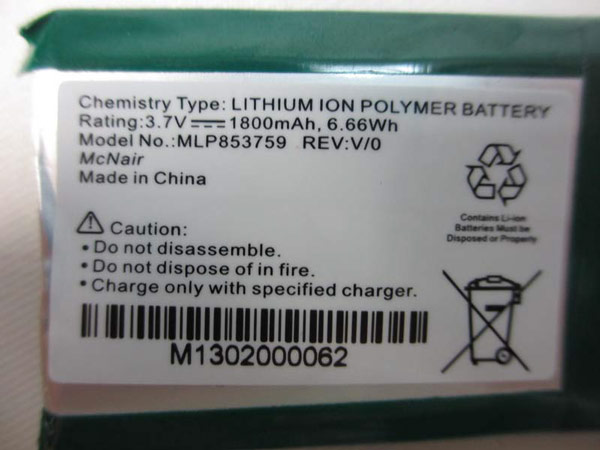 Chemistry Type: LITHIUM ION POLYMER BATTERY
Rating:3.7V⎓1800mAh, 6.66Wh
Model No.:MLP853759 REV:V/0
McNair
Made in China
Caution:
• Do not disassemble.
• Do not dispose of in fire.
• Charge only with specified charger.
M1302000062
Contains Li-ion
Batteries Must be
Disposed or Property